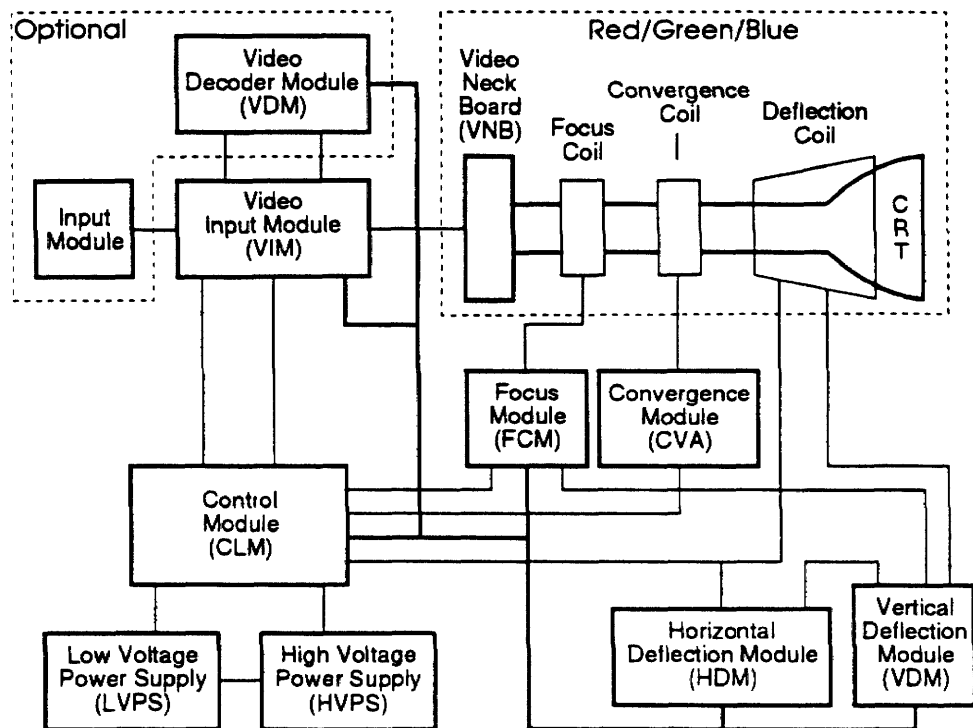 Optional
Video
Decoder Module
(VDM)
Input
Module
Video
Input Module
(VIM)
Red/Green/Blue
Video
Neck
Board
(VNB)
Focus
Coil
Convergence
Coil
Deflection
Coil
C
R
T
Focus
Module
(FCM)
Convergence
Module
(CVA)
Control
Module
(CLM)
Low Voltage
Power Supply
(LVPS)
High Voltage
Power Supply
(HVPS)
Horizontal
Deflection Module
(HDM)
Vertical
Deflection
Module
(VDM)